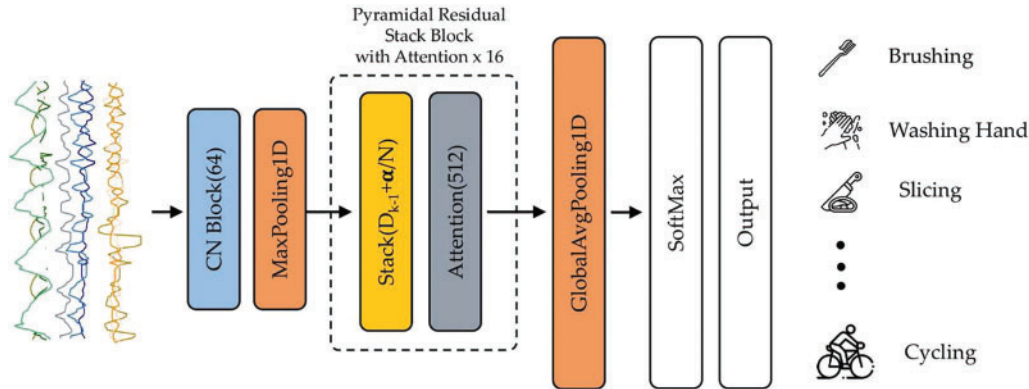 Pyramidal Residual
Stack Block
with Attention x 16
CN Block(64)
MaxPooling1D
Stack(Dₖ₋₁+α/N)
Attention(512)
GlobalAvgPooling1D
SoftMax
Output
Brushing
Washing Hand
Slicing
Cycling